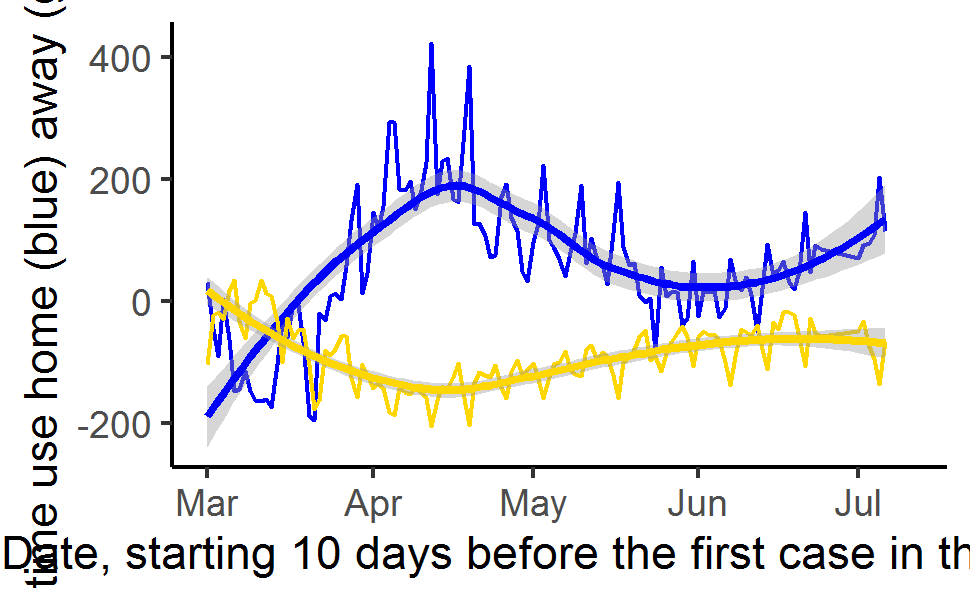 time use home (blue) away (
400
200
0
-200
Mar Apr May Jun Jul
Date, starting 10 days before the first case in th